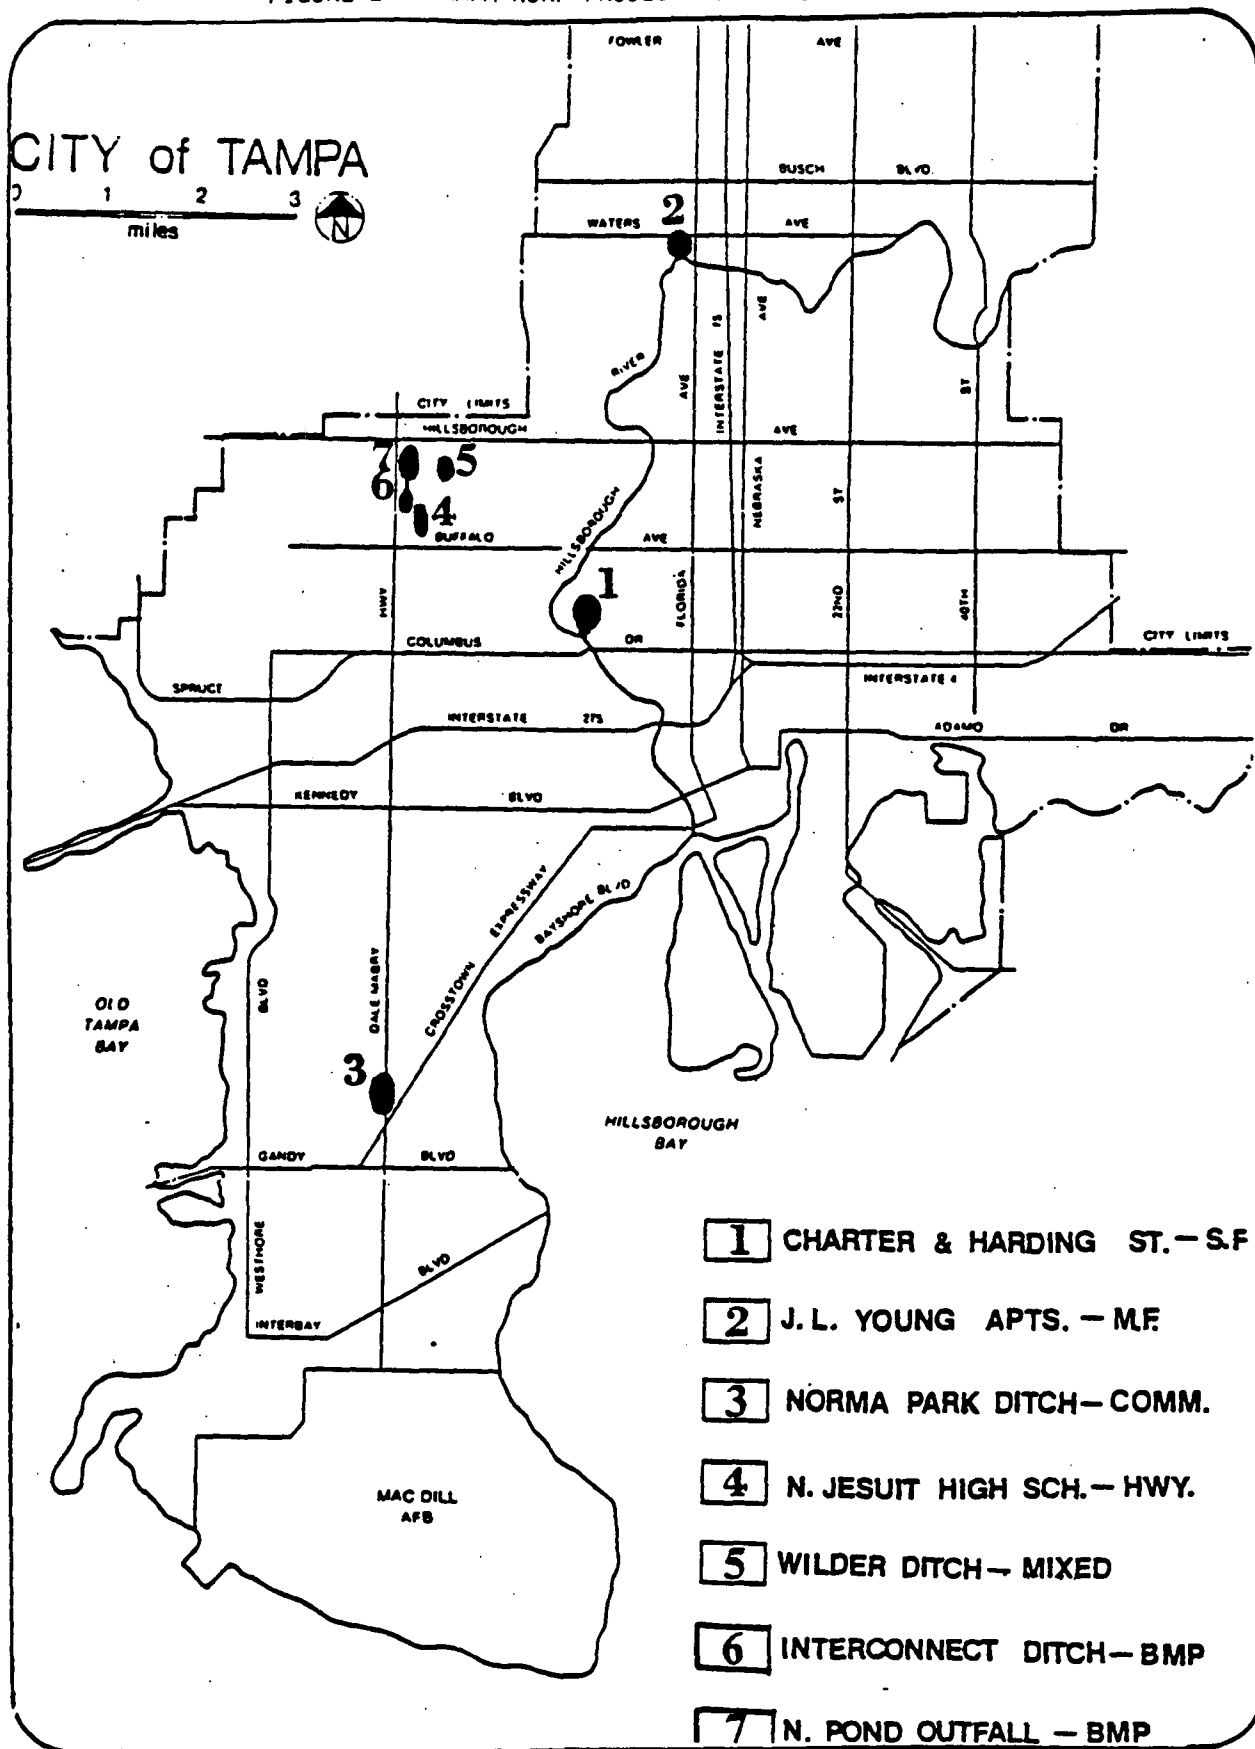 FOWLER AVE
CITY of TAMPA
0 1 2 3
miles
N
BUSCH BLVD.
2
WATERS AVE
INTERSTATE 75
AVE
RIVER
AVE
ST
CITY LIMITS
HILLSBOROUGH AVE
7
5
6
4
NEBRASKA
ST
HILLSBOROUGH
BUFFALO AVE
1
HWY
FLORIDA
22ND
40TH
COLUMBUS DR
CITY LIMITS
SPRUCE
INTERSTATE 4
INTERSTATE 275
ADAMO DR
KENNEDY BLVD
EXPRESSWAY
BAYSHORE BLVD
BLVD
DALE MABRY
CROSSTOWN
OLD
TAMPA
BAY
3
HILLSBOROUGH
BAY
GANDY BLVD
WESTSHORE
BLVD
INTERBAY
MAC DILL
AFB
1 CHARTER & HARDING ST. — S.F
2 J. L. YOUNG APTS. — M.F.
3 NORMA PARK DITCH — COMM.
4 N. JESUIT HIGH SCH. — HWY.
5 WILDER DITCH — MIXED
6 INTERCONNECT DITCH — BMP
7 N. POND OUTFALL — BMP